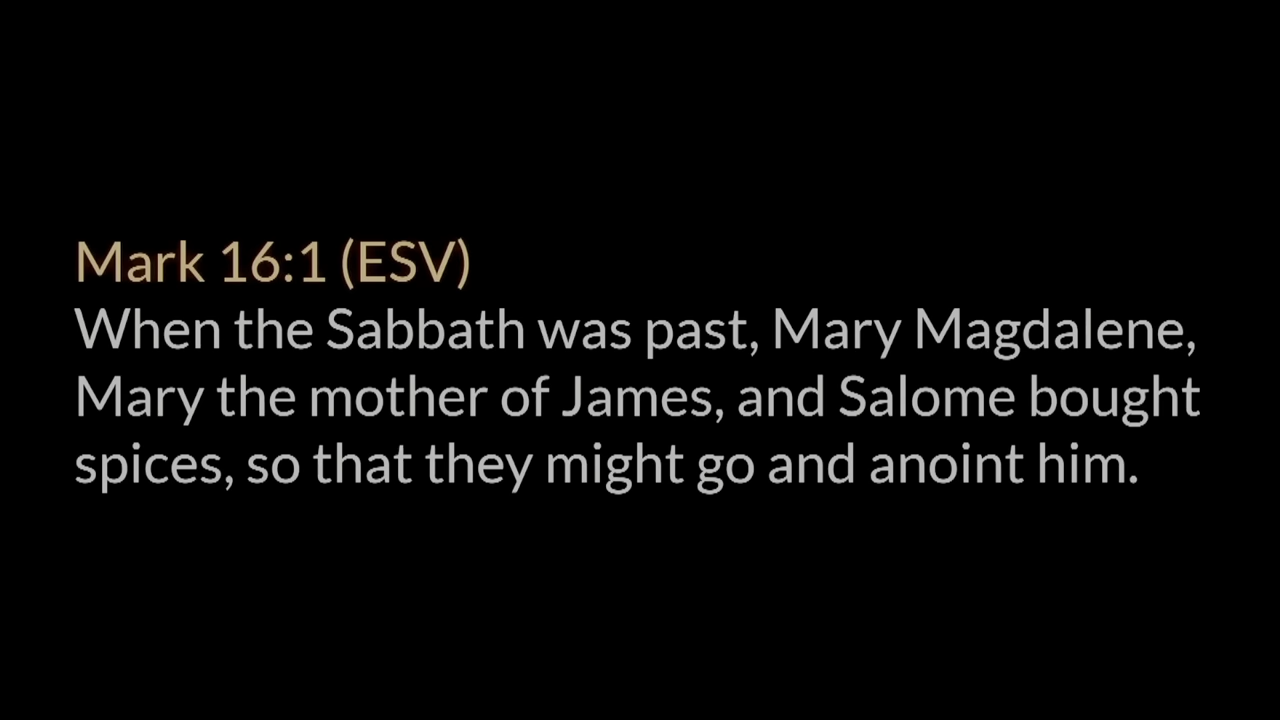 Mark 16:1 (ESV)
When the Sabbath was past, Mary Magdalene,
Mary the mother of James, and Salome bought
spices, so that they might go and anoint him.